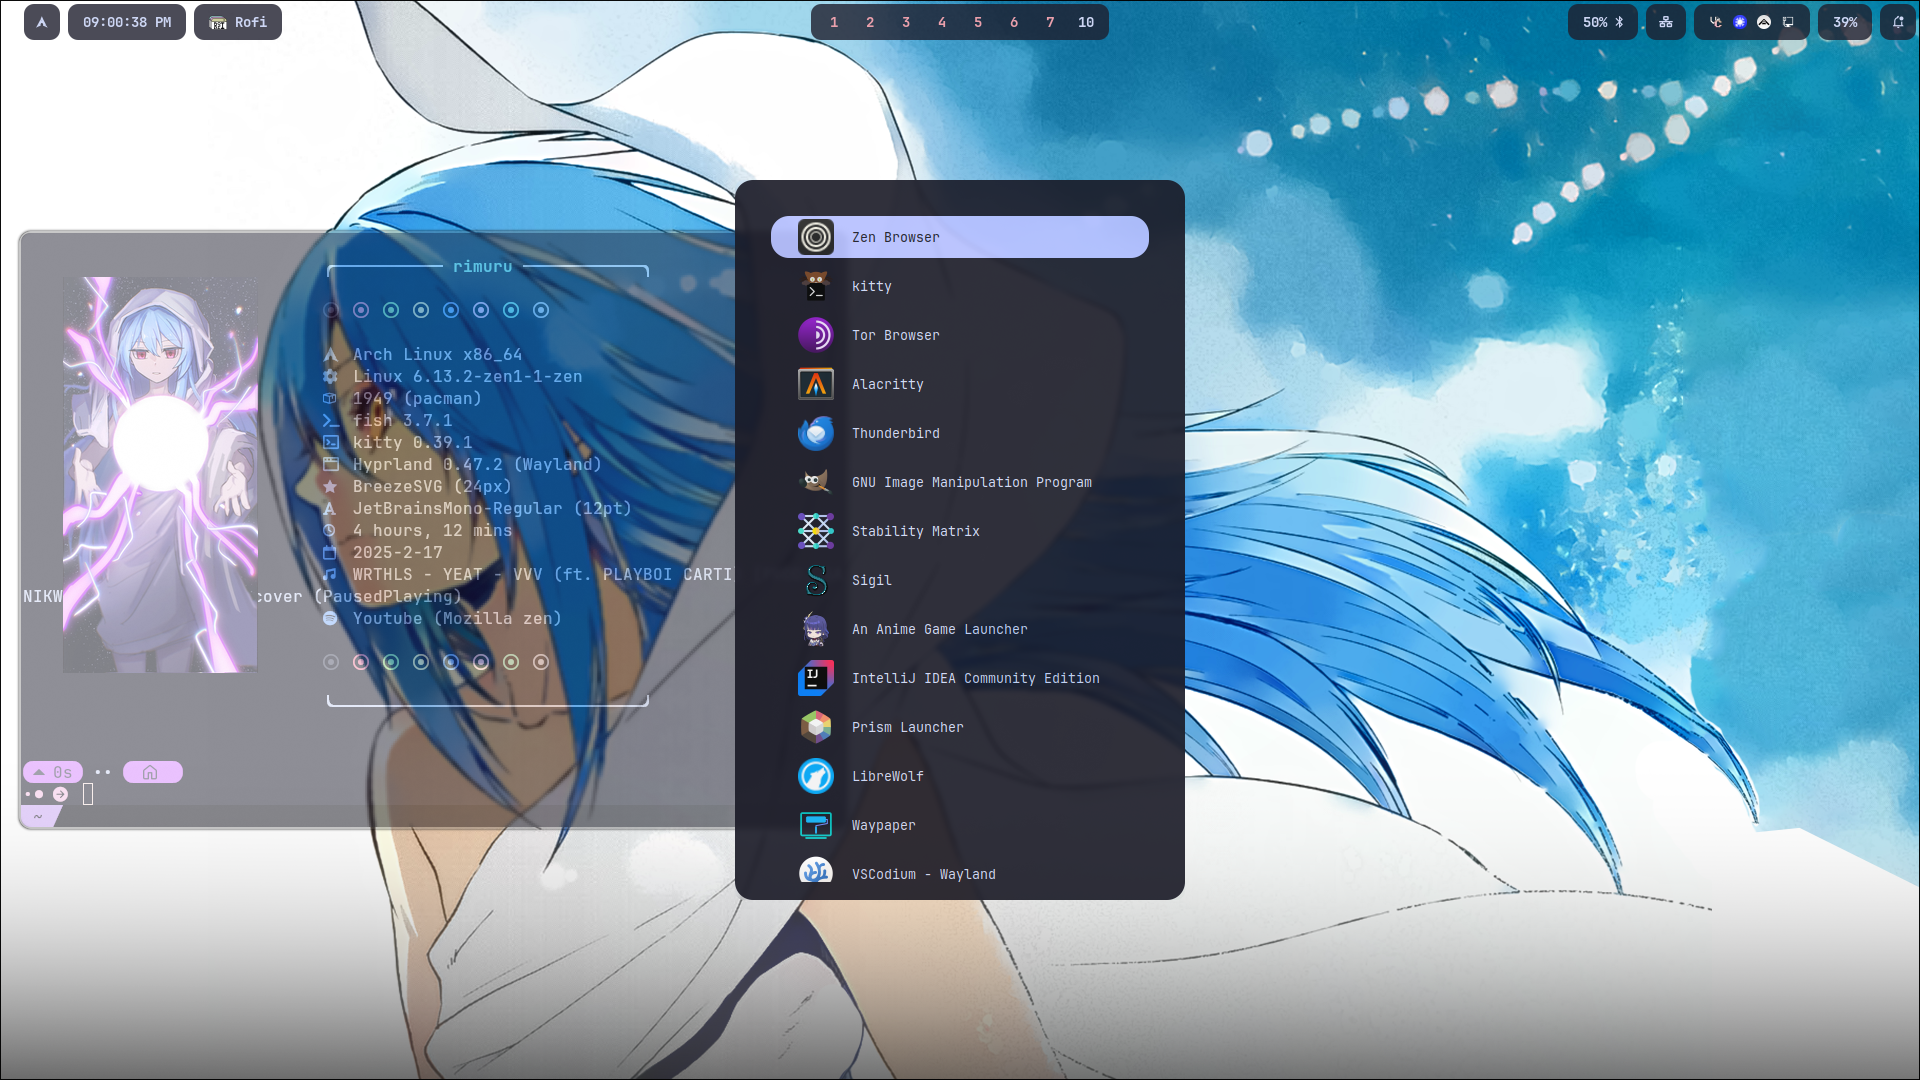 09:00:38 PM
Rofi
1 2 3 4 5 6 7 10
50%
39%
rimuru
Arch Linux x86_64
Linux 6.13.2-zen1-1-zen
1949 (pacman)
fish 3.7.1
kitty 0.39.1
Hyprland 0.47.2 (Wayland)
BreezeSVG (24px)
JetBrainsMono-Regular (12pt)
4 hours, 12 mins
2025-2-17
WRTHLS - YEAT - VVV (ft. PLAYBOI CARTI
NIKW cover (PausedPlaying)
Youtube (Mozilla zen)
0s
~
Zen Browser
kitty
Tor Browser
Alacritty
Thunderbird
GNU Image Manipulation Program
Stability Matrix
Sigil
An Anime Game Launcher
IJ
IntelliJ IDEA Community Edition
Prism Launcher
LibreWolf
Waypaper
VSCodium - Wayland